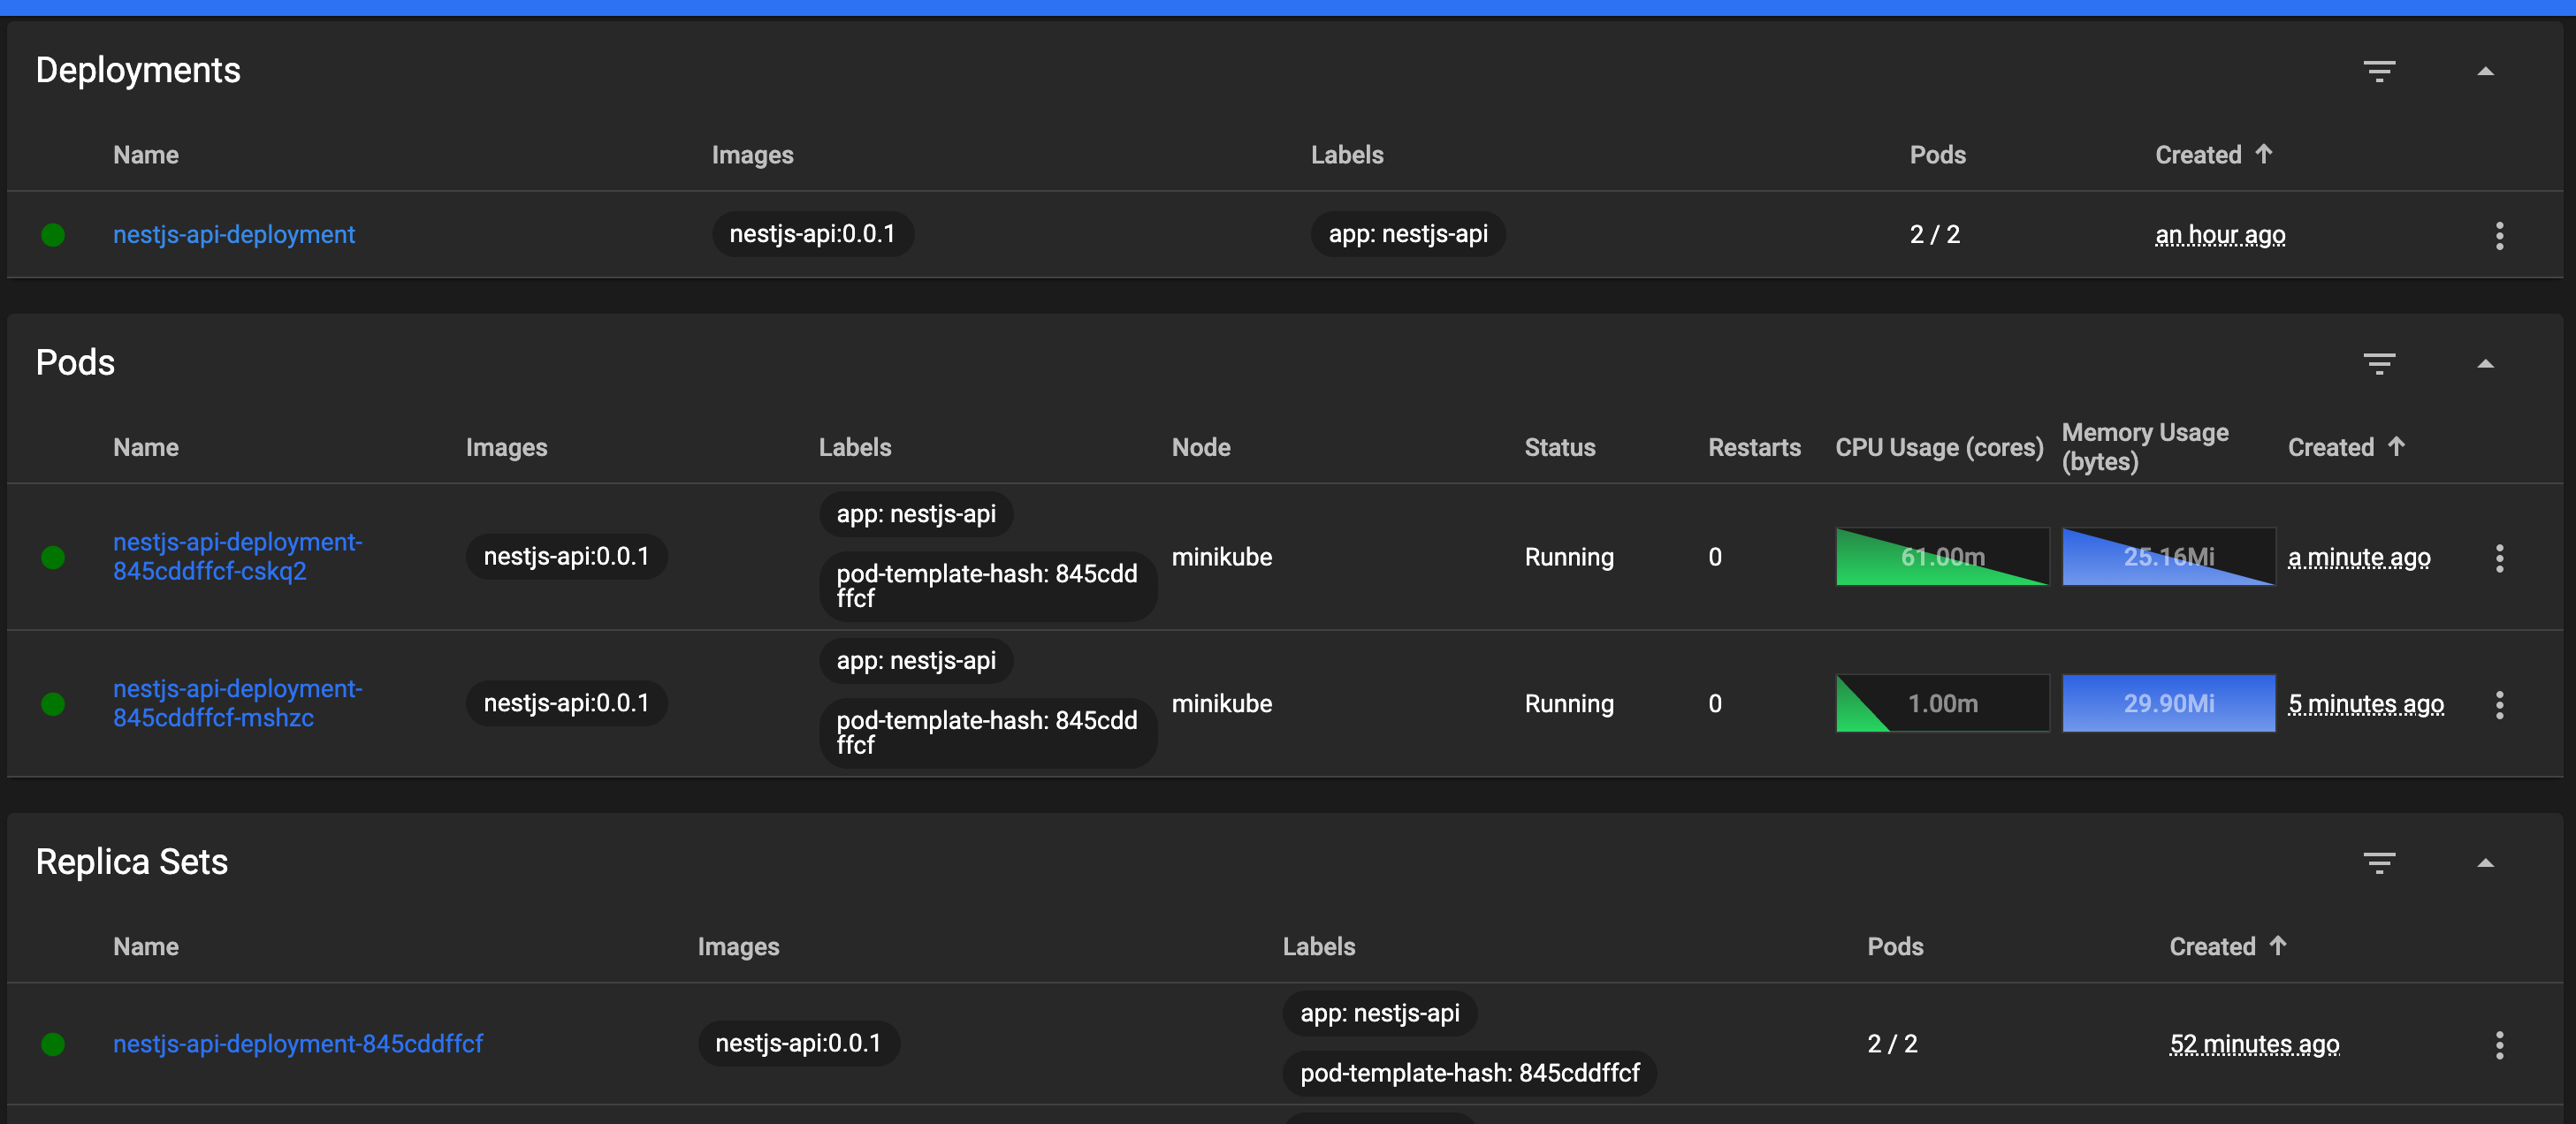 Deployments
Name Images Labels Pods Created
nestjs-api-deployment nestjs-api:0.0.1 app: nestjs-api 2 / 2 an hour ago
Pods
Name Images Labels Node Status Restarts CPU Usage (cores) Memory Usage
(bytes) Created
app: nestjs-api
nestjs-api-deployment-
845cddffcf-cskq2 nestjs-api:0.0.1 pod-template-hash: 845cdd
ffcf minikube Running 0 61.00m 25.16Mi a minute ago
app: nestjs-api
nestjs-api-deployment-
845cddffcf-mshzc nestjs-api:0.0.1 pod-template-hash: 845cdd
ffcf minikube Running 0 1.00m 29.90Mi 5 minutes ago
Replica Sets
Name Images Labels Pods Created
app: nestjs-api
nestjs-api-deployment-845cddffcf nestjs-api:0.0.1 2 / 2 52 minutes ago
pod-template-hash: 845cddffcf